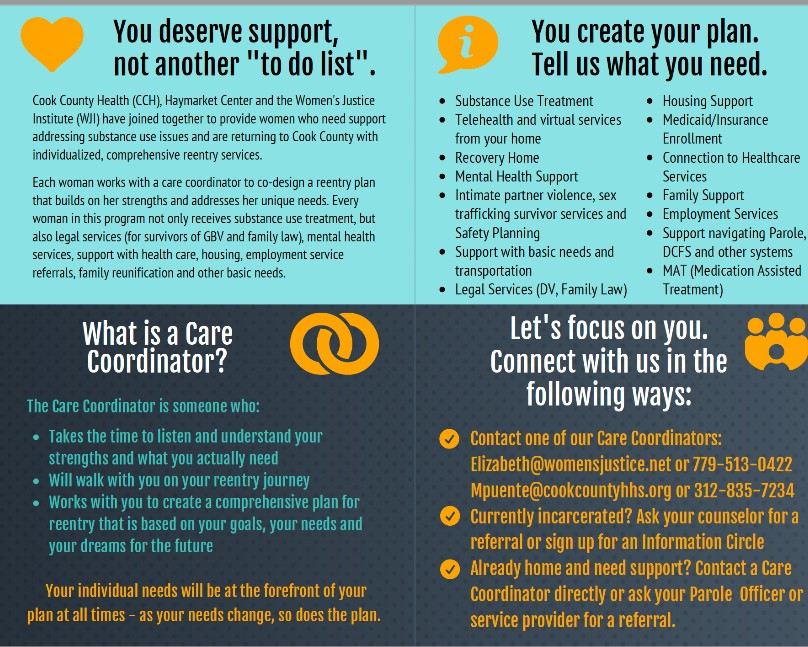 You deserve support,
not another "to do list".
Cook County Health (CCH), Haymarket Center and the Women's Justice
Institute (WJI) have joined together to provide women who need support
addressing substance use issues and are returning to Cook County with
individualized, comprehensive reentry services.
Each woman works with a care coordinator to co-design a reentry plan
that builds on her strengths and addresses her unique needs. Every
woman in this program not only receives substance use treatment, but
also legal services (for survivors of GBV and family law), mental health
services, support with health care, housing, employment service
referrals, family reunification and other basic needs.
You create your plan.
Tell us what you need.
• Substance Use Treatment
• Telehealth and virtual services
from your home
• Recovery Home
• Mental Health Support
• Intimate partner violence, sex
trafficking survivor services and
Safety Planning
• Support with basic needs and
transportation
• Legal Services (DV, Family Law)
• Housing Support
• Medicaid/Insurance
Enrollment
• Connection to Healthcare
Services
• Family Support
• Employment Services
• Support navigating Parole,
DCFS and other systems
• MAT (Medication Assisted
Treatment)
What is a Care
Coordinator?
The Care Coordinator is someone who:
• Takes the time to listen and understand your
strengths and what you actually need
• Will walk with you on your reentry journey
• Works with you to create a comprehensive plan for
reentry that is based on your goals, your needs and
your dreams for the future
Your individual needs will be at the forefront of your
plan at all times - as your needs change, so does the plan.
Let's focus on you.
Connect with us in the
following ways:
Contact one of our Care Coordinators:
Elizabeth@womensjustice.net or 779-513-0422
Mpuente@cookcountyhhs.org or 312-835-7234
Currently incarcerated? Ask your counselor for a
referral or sign up for an Information Circle
Already home and need support? Contact a Care
Coordinator directly or ask your Parole Officer or
service provider for a referral.